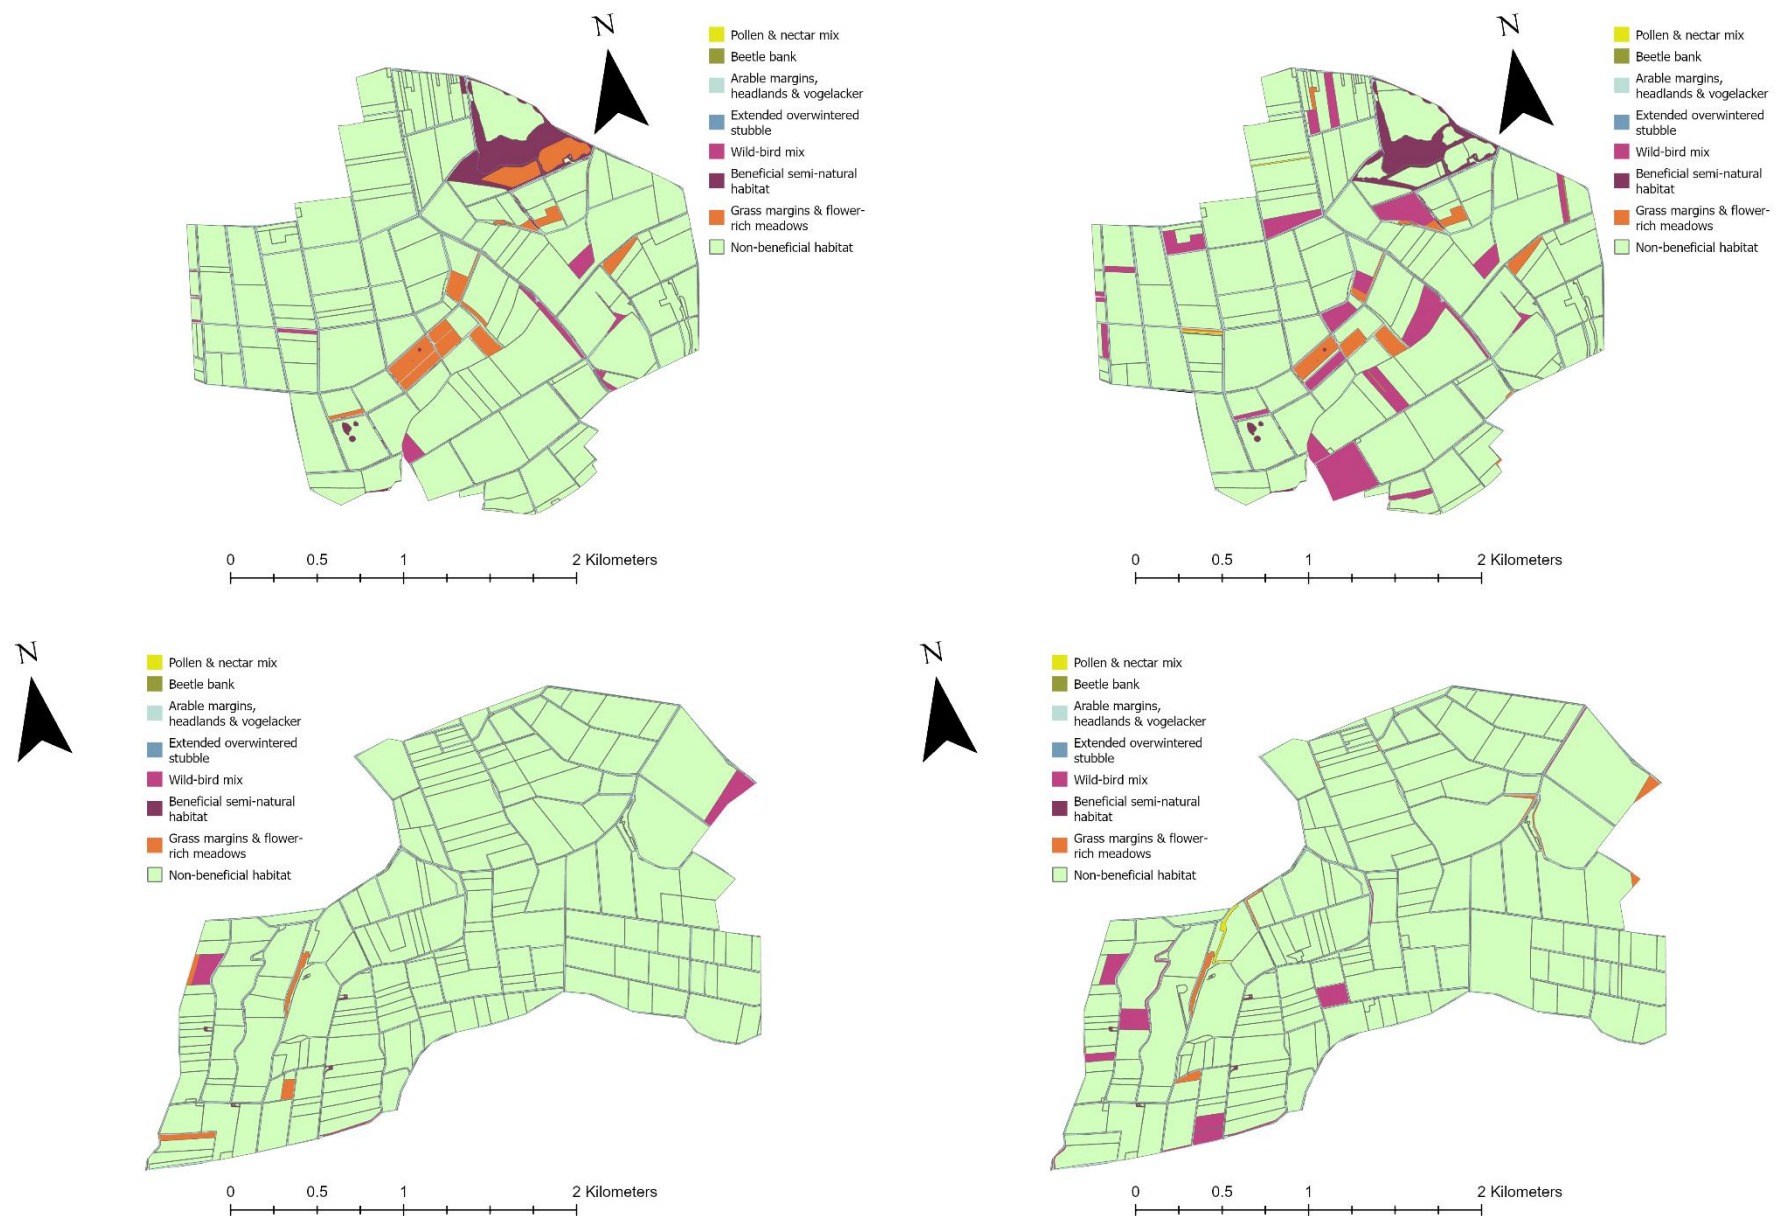 N
Pollen & nectar mix
Beetle bank
Arable margins,
headlands & vogelacker
Extended overwintered
stubble
Wild-bird mix
Beneficial semi-natural
habitat
Grass margins & flower-
rich meadows
Non-beneficial habitat
0 0.5 1 2 Kilometers
N
Pollen & nectar mix
Beetle bank
Arable margins,
headlands & vogelacker
Extended overwintered
stubble
Wild-bird mix
Beneficial semi-natural
habitat
Grass margins & flower-
rich meadows
Non-beneficial habitat
0 0.5 1 2 Kilometers
N
Pollen & nectar mix
Beetle bank
Arable margins,
headlands & vogelacker
Extended overwintered
stubble
Wild-bird mix
Beneficial semi-natural
habitat
Grass margins & flower-
rich meadows
Non-beneficial habitat
0 0.5 1 2 Kilometers
N
Pollen & nectar mix
Beetle bank
Arable margins,
headlands & vogelacker
Extended overwintered
stubble
Wild-bird mix
Beneficial semi-natural
habitat
Grass margins & flower-
rich meadows
Non-beneficial habitat
0 0.5 1 2 Kilometers